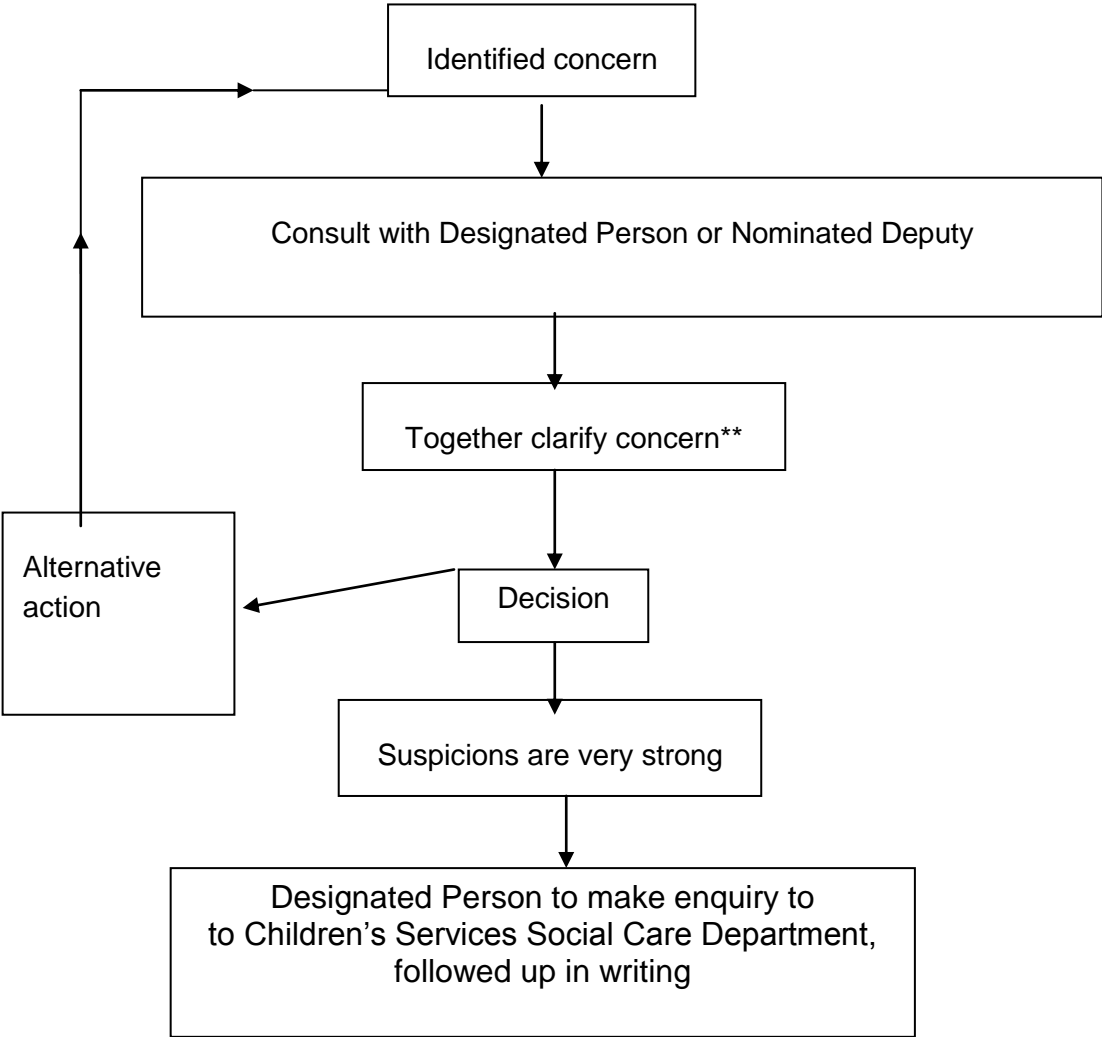 Identified concern
Consult with Designated Person or Nominated Deputy
Together clarify concern**
Alternative
action
Decision
Suspicions are very strong
Designated Person to make enquiry to
to Children’s Services Social Care Department,
followed up in writing